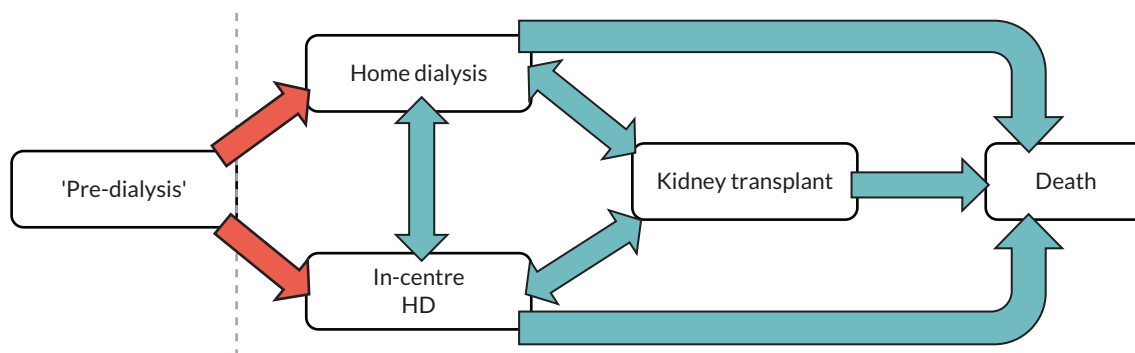 Home dialysis
'Pre-dialysis'
Kidney transplant
Death
In-centre
HD